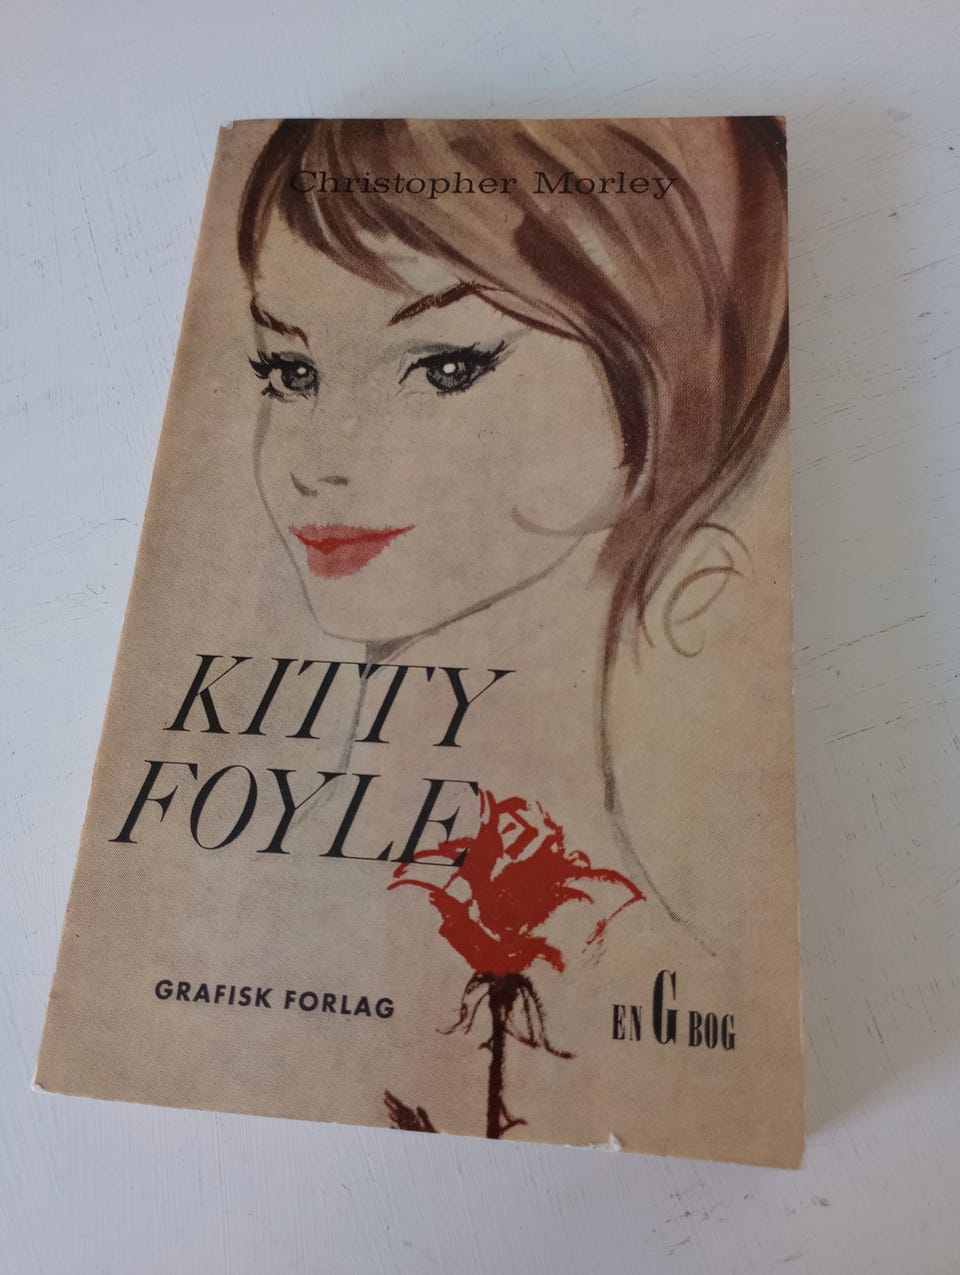 Christopher Morley
KITTY
FOYLE
GRAFISK FORLAG
EN G BOG